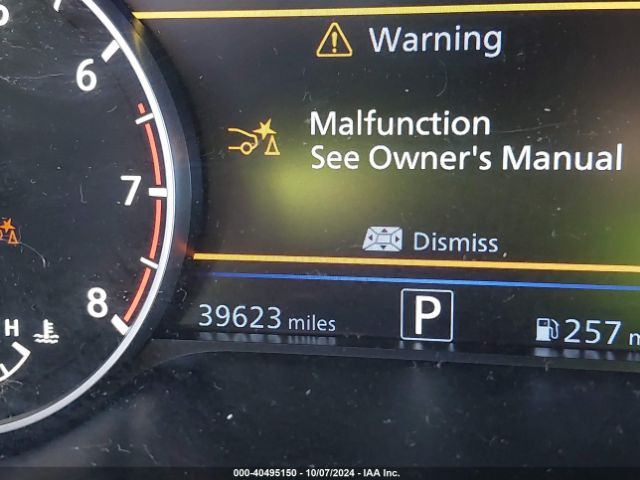 6
7
8
H
Warning
Malfunction
See Owner's Manual
Dismiss
39623 miles
P
257
000-40495150 - 10/07/2024 - IAA Inc.